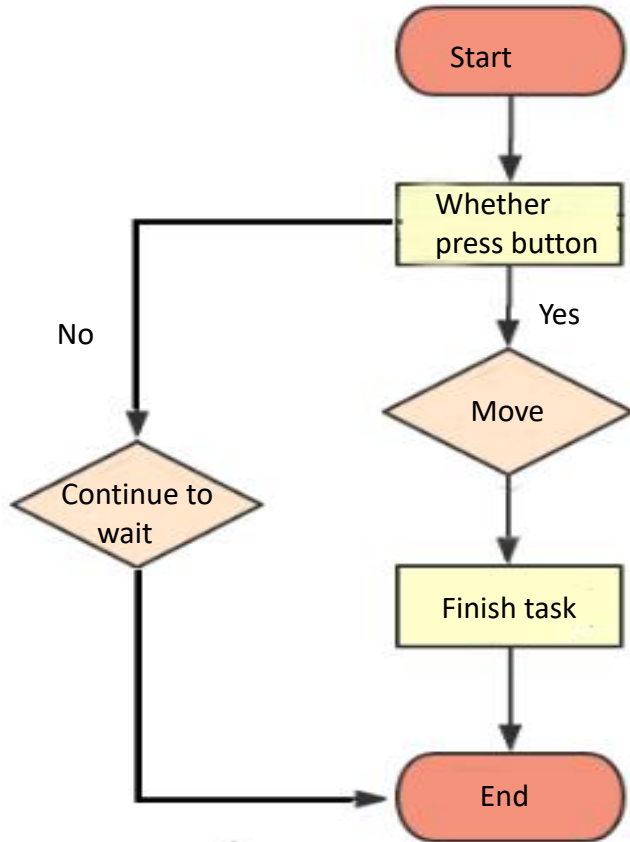 Start
Whether
press button
Yes
No
Move
Continue to
wait
Finish task
End